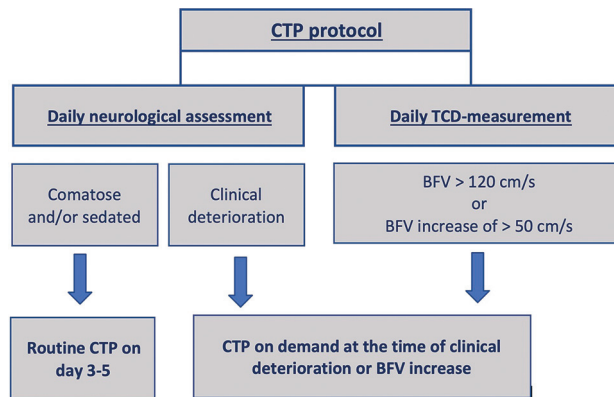 CTP protocol
Daily neurological assessment
Daily TCD-measurement
Comatose
and/or sedated
Clinical
deterioration
BFV > 120 cm/s
or
BFV increase of > 50 cm/s
Routine CTP on
day 3-5
CTP on demand at the time of clinical
deterioration or BFV increase